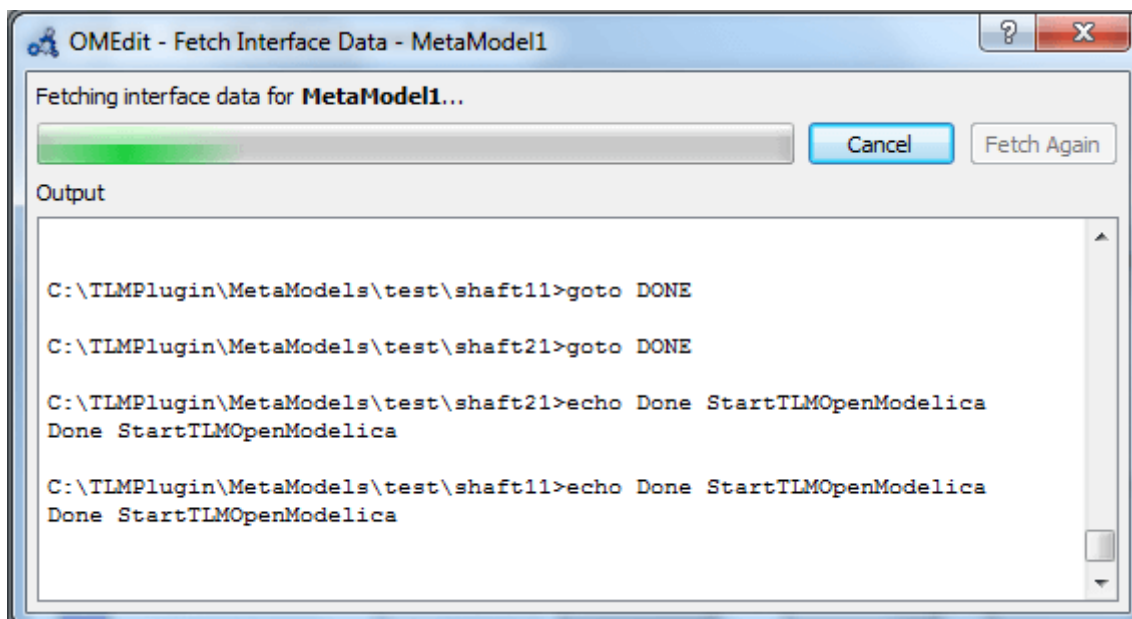 OMEdit - Fetch Interface Data - MetaModel1
Fetching interface data for MetaModel1...
Cancel
Fetch Again
Output
C:\TLMPlugin\MetaModels\test\shaft11>goto DONE
C:\TLMPlugin\MetaModels\test\shaft21>goto DONE
C:\TLMPlugin\MetaModels\test\shaft21>echo Done StartTLMOpenModelica
Done StartTLMOpenModelica
C:\TLMPlugin\MetaModels\test\shaft11>echo Done StartTLMOpenModelica
Done StartTLMOpenModelica